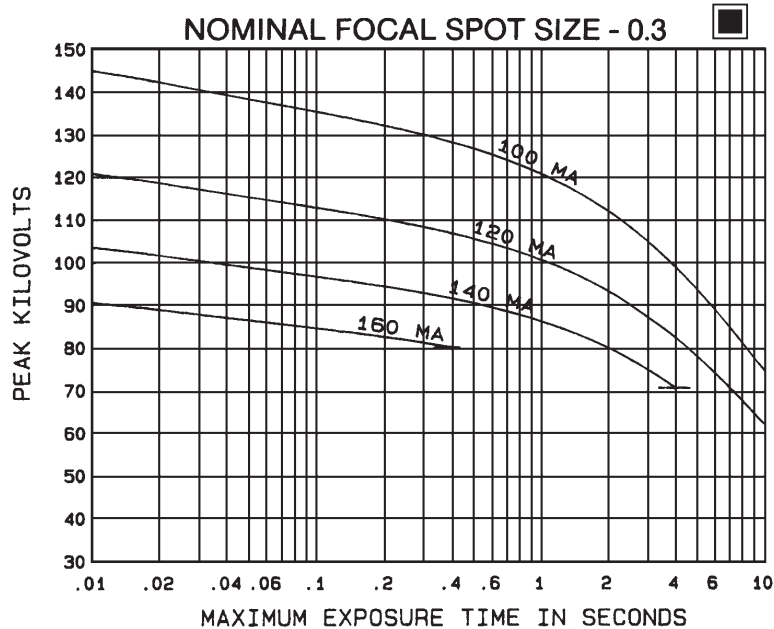 NOMINAL FOCAL SPOT SIZE - 0.3
150
140
130
120
110
100
90
80
70
60
50
40
30
PEAK KILOVOLTS
100 MA
120 MA
140 MA
160 MA
.01 .02 .04 .06 .1 .2 .4 .6 1 2 4 6 10
MAXIMUM EXPOSURE TIME IN SECONDS